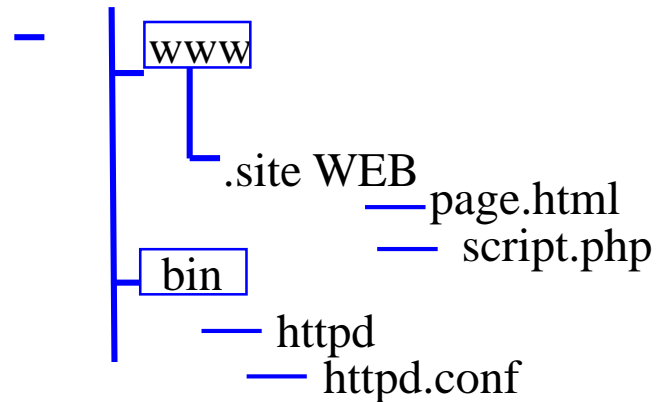 www
.site WEB
page.html
script.php
bin
httpd
httpd.conf